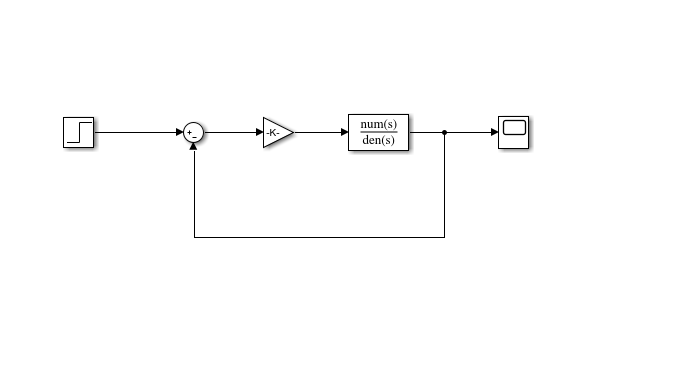 +
−
-K-
num(s)
den(s)